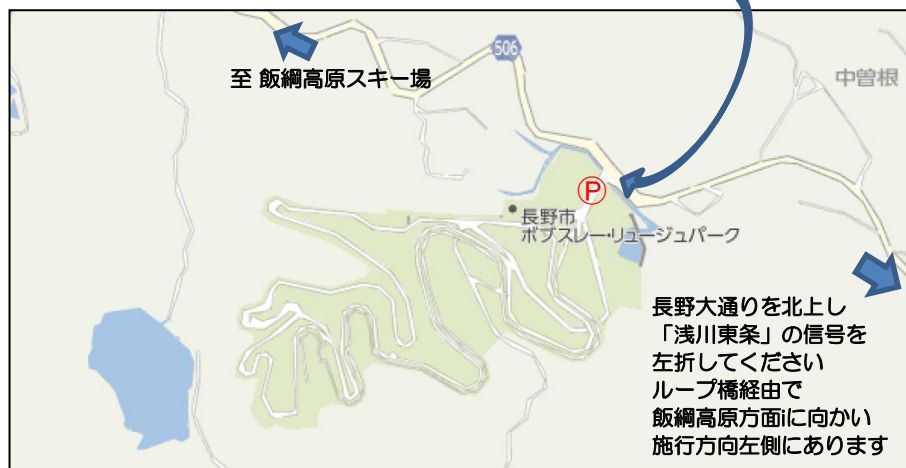 506
至 飯綱高原スキー場
中曽根
P
長野市
ボブスレー・リュージュパーク
長野大通りを北上し
「浅川東条」の信号を
左折してください
ループ橋経由で
飯綱高原方面iに向かい
施行方向左側にあります